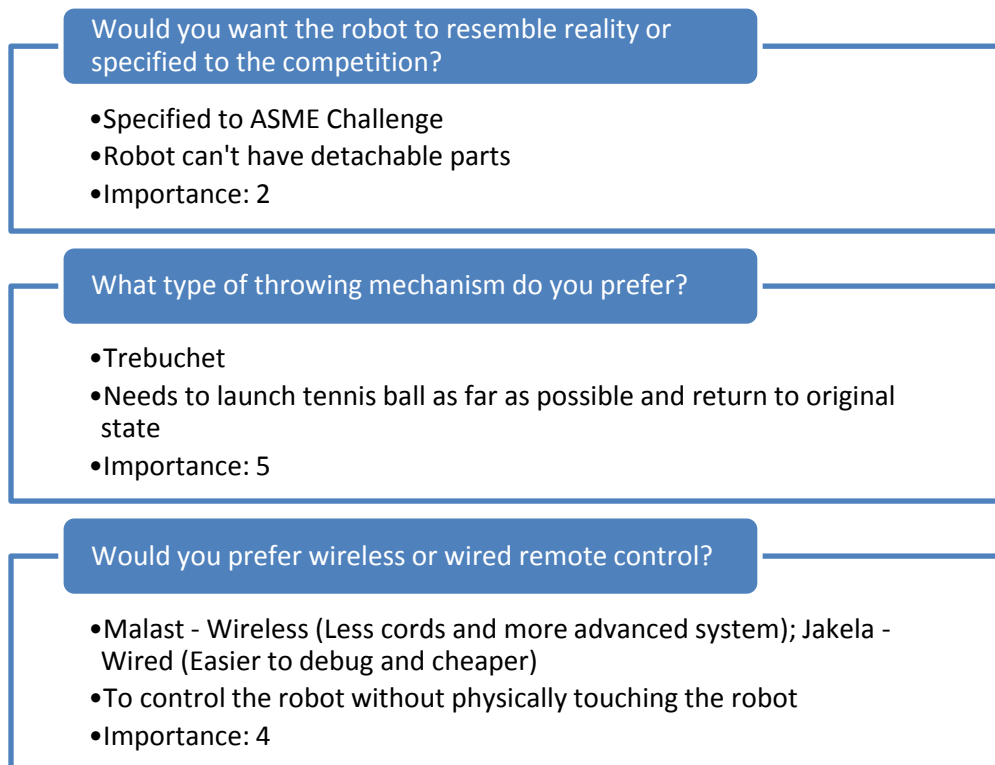 Would you want the robot to resemble reality or
specified to the competition?
•Specified to ASME Challenge
•Robot can't have detachable parts
•Importance: 2
What type of throwing mechanism do you prefer?
•Trebuchet
•Needs to launch tennis ball as far as possible and return to original
state
•Importance: 5
Would you prefer wireless or wired remote control?
•Malast - Wireless (Less cords and more advanced system); Jakela -
Wired (Easier to debug and cheaper)
•To control the robot without physically touching the robot
•Importance: 4